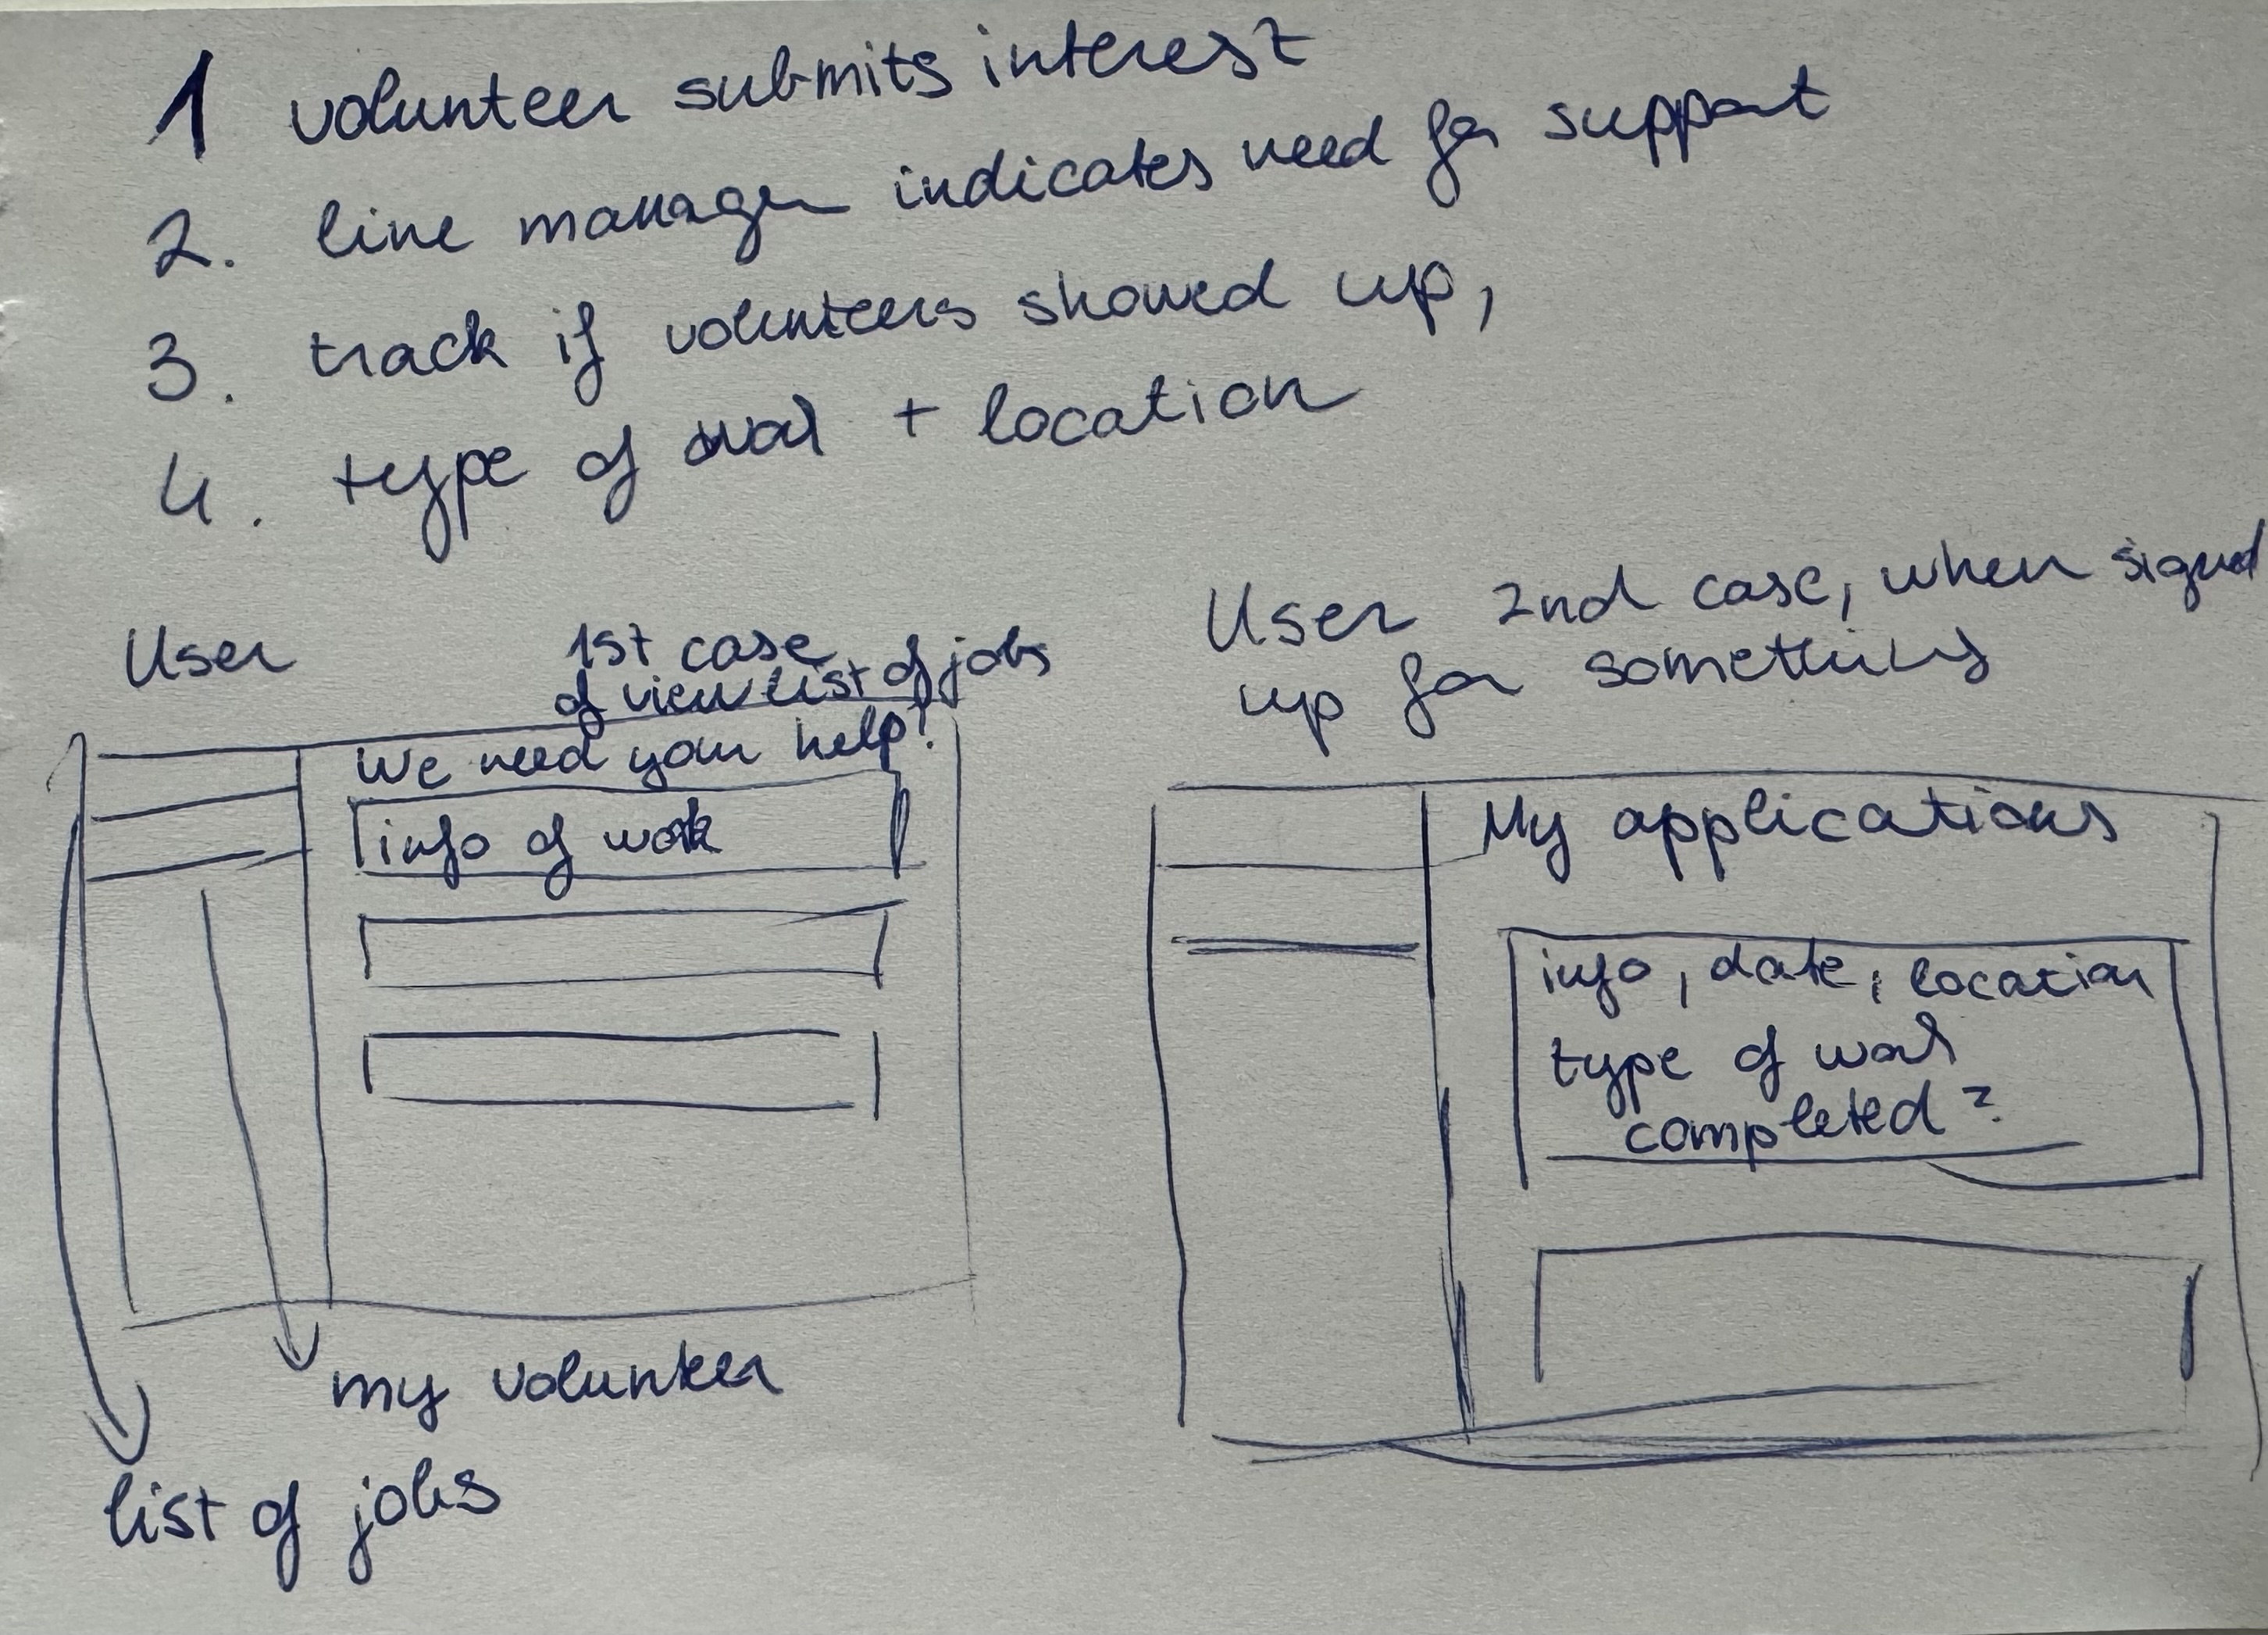 1 volunteer submits interest
2. line manager indicates need for support
3. track if volunteers showed up,
4. type of work + location
User
1st case
of view list of jobs
We need your help!
info of work
my volunteer
list of jobs
User 2nd case, when signed
up for something
My applications
info, date, location
type of work
completed?